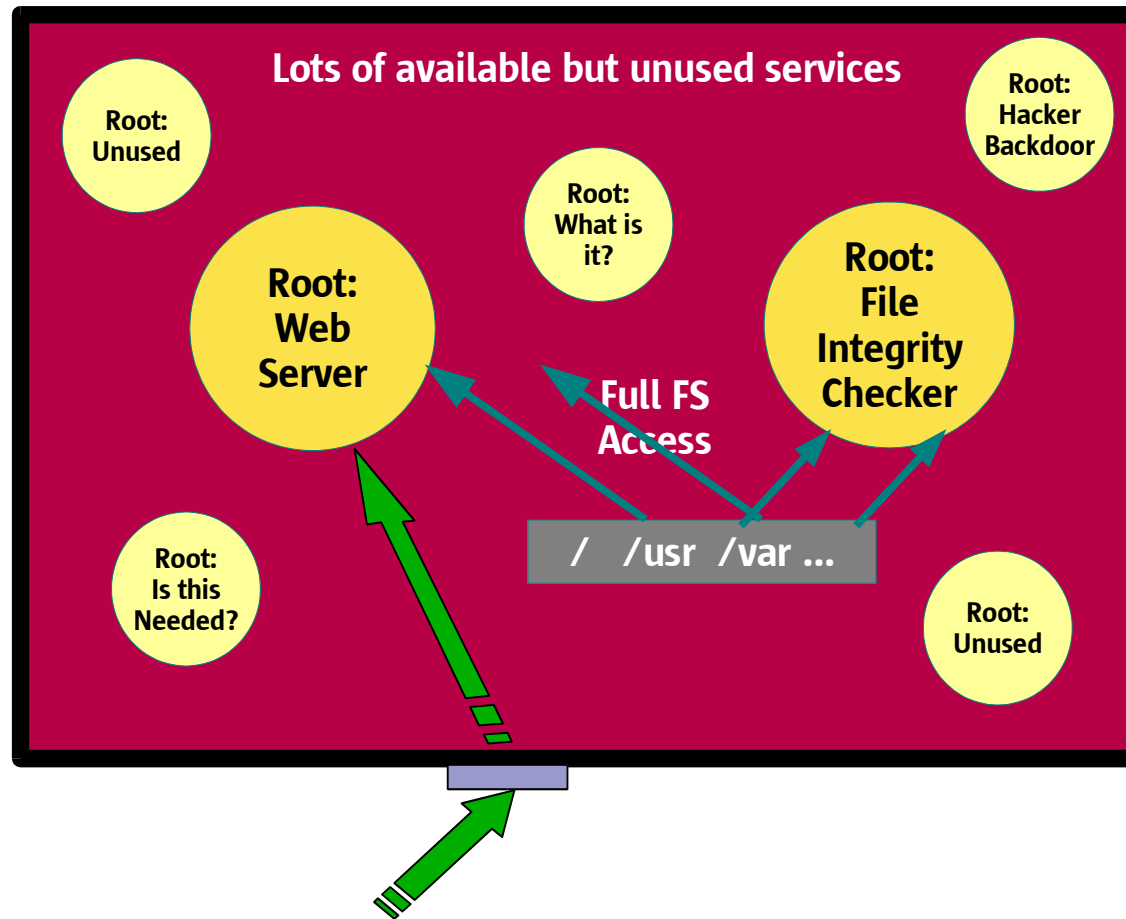 Lots of available but unused services
Root:
Unused
Root:
Hacker
Backdoor
Root:
What is
it?
Root:
Web
Server
Root:
File
Integrity
Checker
Full FS
Access
/ /usr /var ...
Root:
Is this
Needed?
Root:
Unused